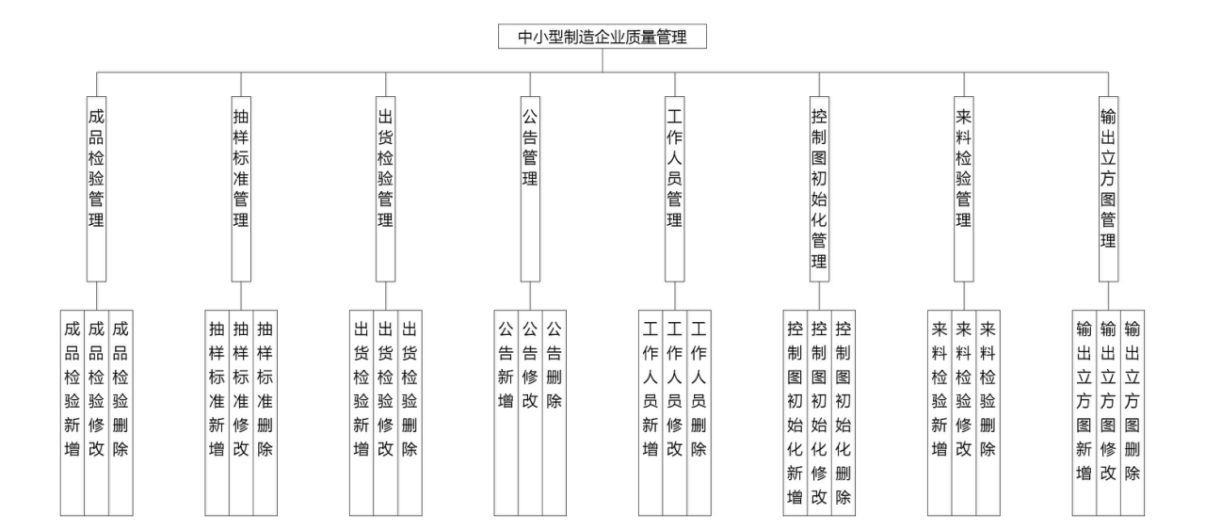 中小型制造企业质量管理
成品检验管理
抽样标准管理
出货检验管理
公告管理
工作人员管理
控制图初始化管理
来料检验管理
输出立方图管理
成品检验新增
成品检验修改
成品检验删除
抽样标准新增
抽样标准修改
抽样标准删除
出货检验新增
出货检验修改
出货检验删除
公告新增
公告修改
公告删除
工作人员新增
工作人员修改
工作人员删除
控制图初始化新增
控制图初始化修改
控制图初始化删除
来料检验新增
来料检验修改
来料检验删除
输出立方图新增
输出立方图修改
输出立方图删除